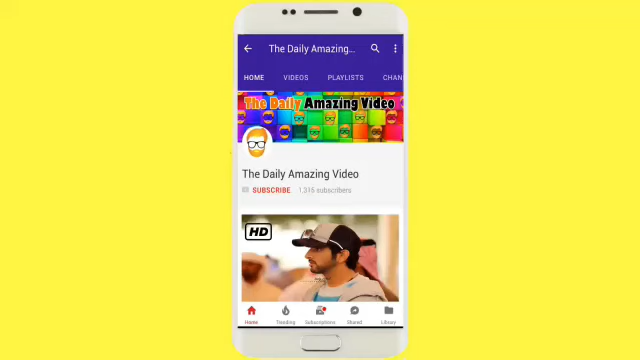 The Daily Amazing...
HOME VIDEOS PLAYLISTS CHAN
The Daily Amazing Video
The Daily Amazing Video
SUBSCRIBE 1,315 subscribers
HD
Home Trending Subscriptions Shared Library